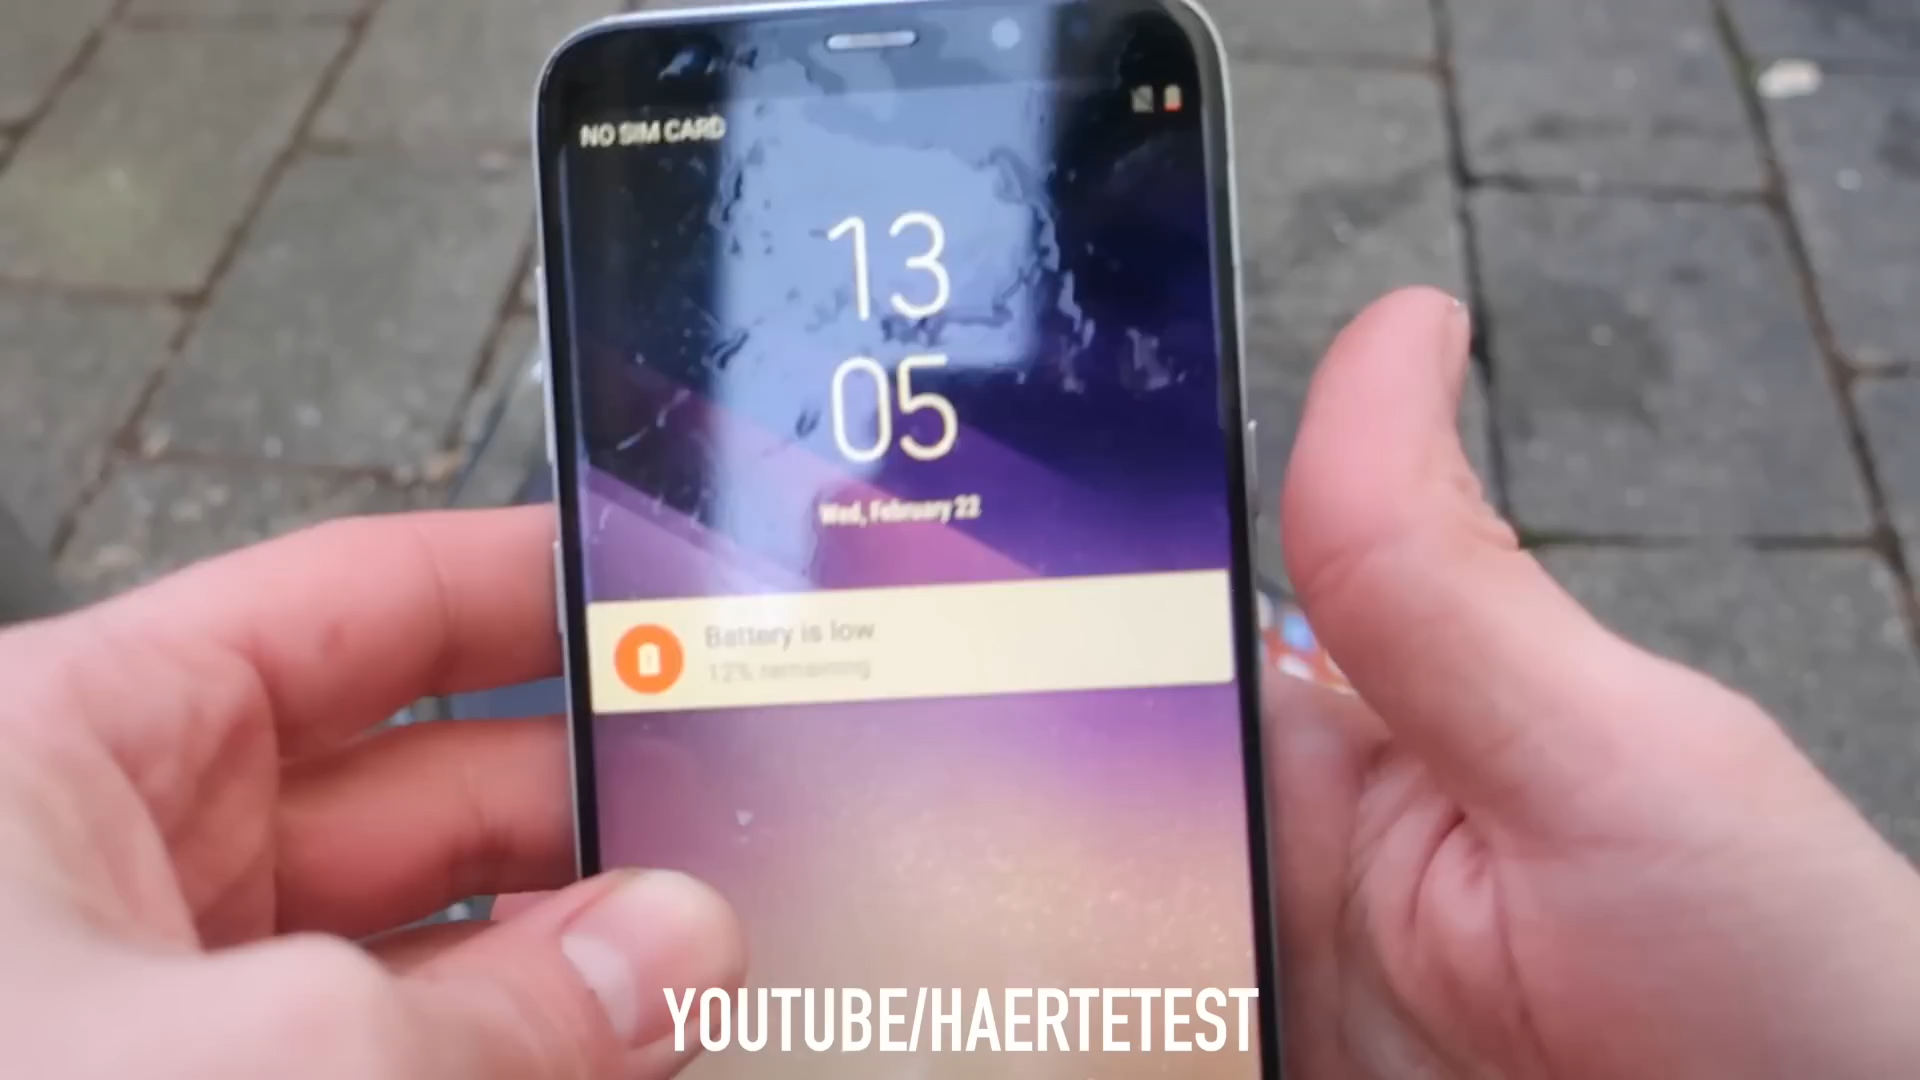 NO SIM CARD
13
05
Wed, February 22
Battery is low
12% remaining
YOUTUBE/HAERTETEST